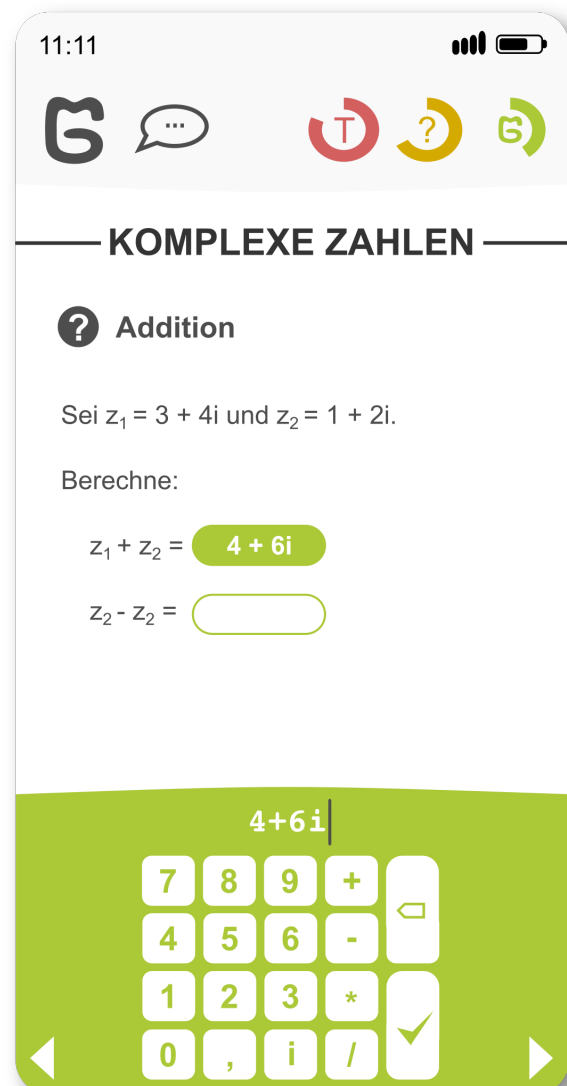 11:11
...
T
?
KOMPLEXE ZAHLEN
? Addition
Sei z₁ = 3 + 4i und z₂ = 1 + 2i.
Berechne:
z₁ + z₂ = 4 + 6i
z₂ - z₂ =
4+6i
7 8 9 +
4 5 6 -
1 2 3 *
0 , i /